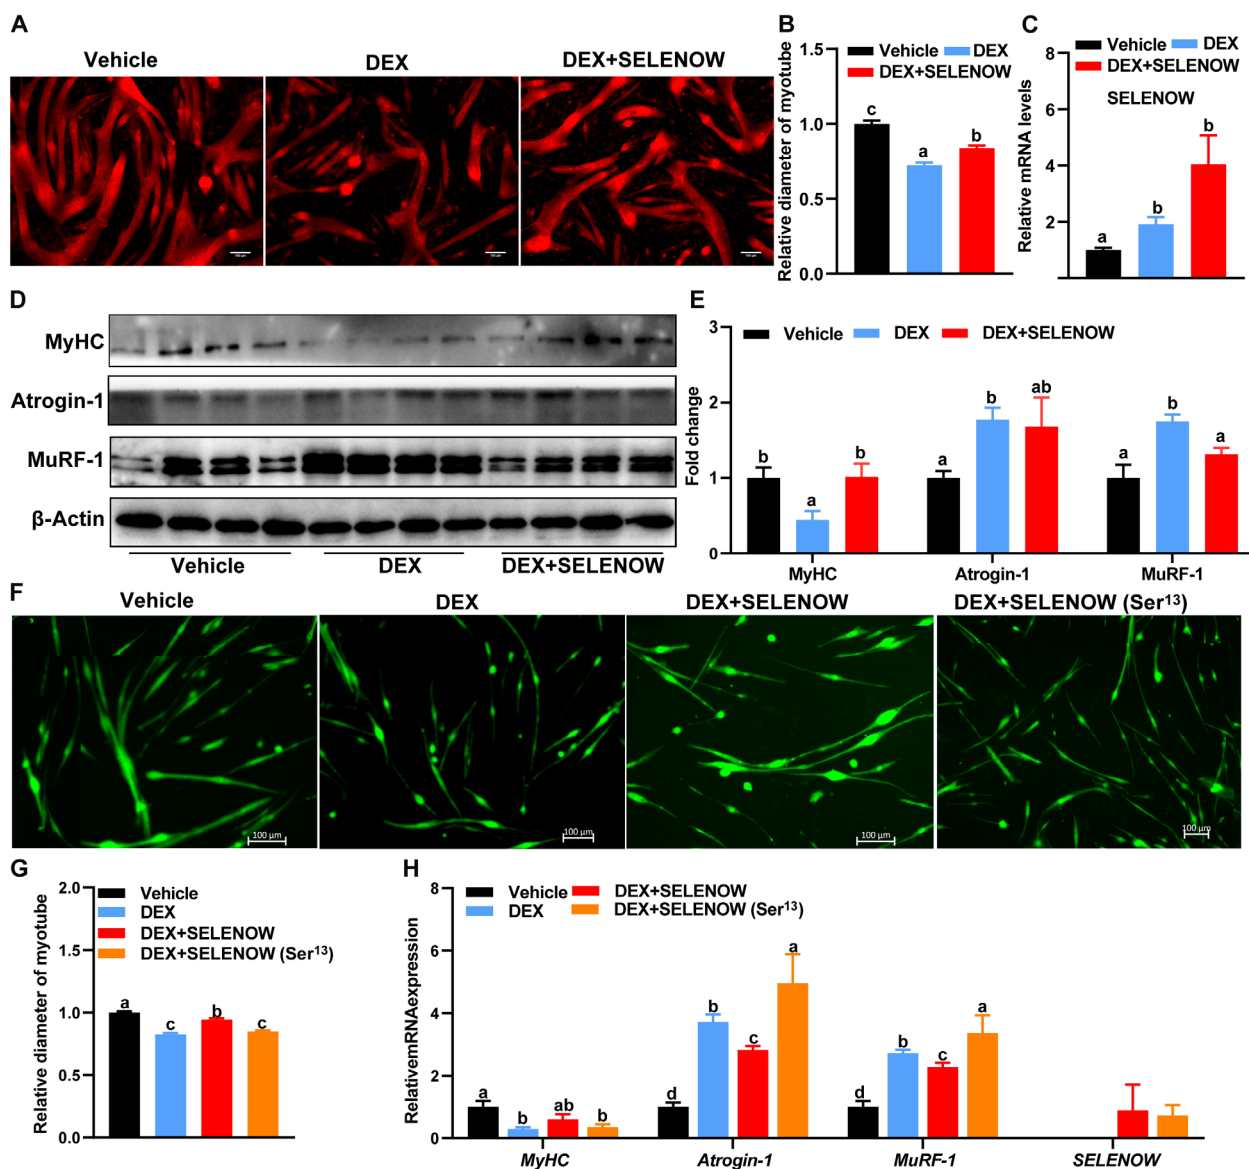 A
Vehicle
DEX
DEX+SELENOW
100 μm
100 μm
100 μm
B
Vehicle DEX
DEX+SELENOW
Relative diameter of myotube
1.5
1.0
0.5
0.0
c
a
b
C
Vehicle DEX
DEX+SELENOW
SELENOW
Relative mRNA levels
8
6
4
2
a
b
b
D
MyHC
Atrogin-1
MuRF-1
β-Actin
Vehicle
DEX
DEX+SELENOW
E
Vehicle DEX DEX+SELENOW
Fold change
3
2
1
0
b
a
b
a
b
ab
a
b
a
MyHC
Atrogin-1
MuRF-1
F
Vehicle
DEX
DEX+SELENOW
DEX+SELENOW (Ser¹³)
100 μm
100 μm
100 μm
100 μm
G
Vehicle
DEX
DEX+SELENOW
DEX+SELENOW (Ser¹³)
Relative diameter of myotube
2.0
1.5
1.0
0.5
0.0
a
c
b
c
H
Vehicle DEX+SELENOW
DEX DEX+SELENOW (Ser¹³)
RelativemRNAexpression
8
6
4
2
0
a
b
ab
b
d
b
c
a
d
b
c
a
MyHC
Atrogin-1
MuRF-1
SELENOW